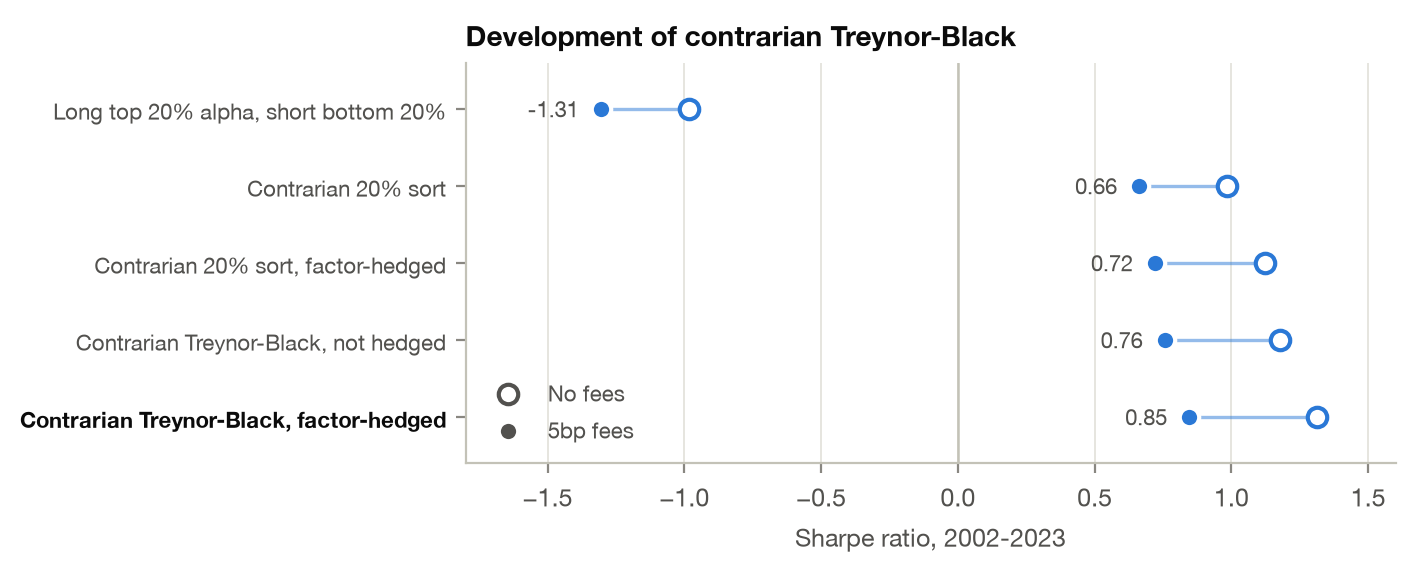 Development of contrarian Treynor-Black
Long top 20% alpha, short bottom 20%
-1.31
Contrarian 20% sort
0.66
Contrarian 20% sort, factor-hedged
0.72
Contrarian Treynor-Black, not hedged
0.76
Contrarian Treynor-Black, factor-hedged
0.85
No fees
5bp fees
−1.5 −1.0 −0.5 0.0 0.5 1.0 1.5
Sharpe ratio, 2002-2023